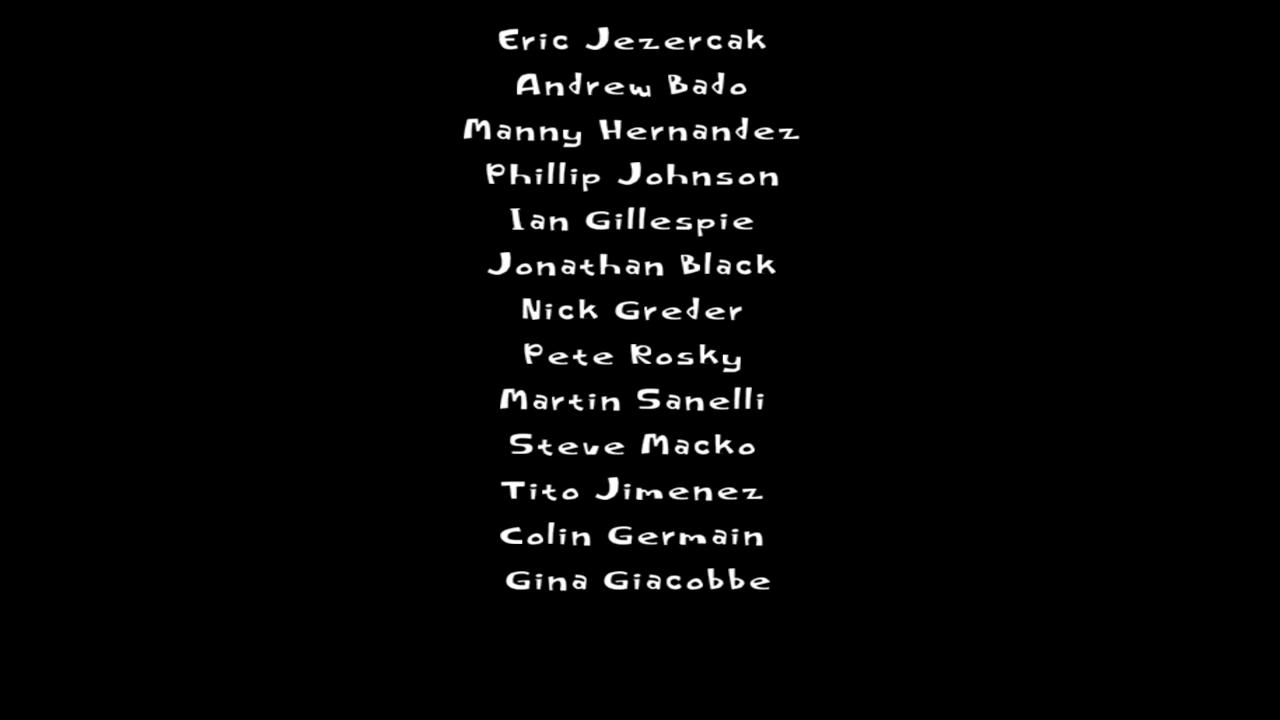 Eric Jezercak
Andrew Bado
Manny Hernandez
Phillip Johnson
Ian Gillespie
Jonathan Black
Nick Greder
Pete Rosky
Martin Sanelli
Steve Macko
Tito Jimenez
Colin Germain
Gina Giacobbe